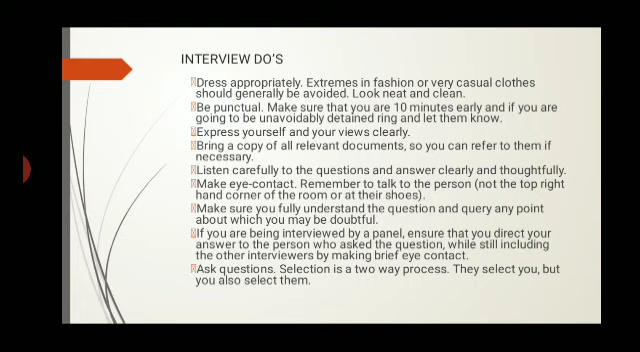 INTERVIEW DO'S
Dress appropriately. Extremes in fashion or very casual clothes
should generally be avoided. Look neat and clean.
Be punctual. Make sure that you are 10 minutes early and if you are
going to be unavoidably detained ring and let them know.
Express yourself and your views clearly.
Bring a copy of all relevant documents, so you can refer to them if
necessary.
Listen carefully to the questions and answer clearly and thoughtfully.
Make eye-contact. Remember to talk to the person (not the top right
hand corner of the room or at their shoes).
Make sure you fully understand the question and query any point
about which you may be doubtful.
If you are being interviewed by a panel, ensure that you direct your
answer to the person who asked the question, while still including
the other interviewers by making brief eye contact.
Ask questions. Selection is a two way process. They select you, but
you also select them.